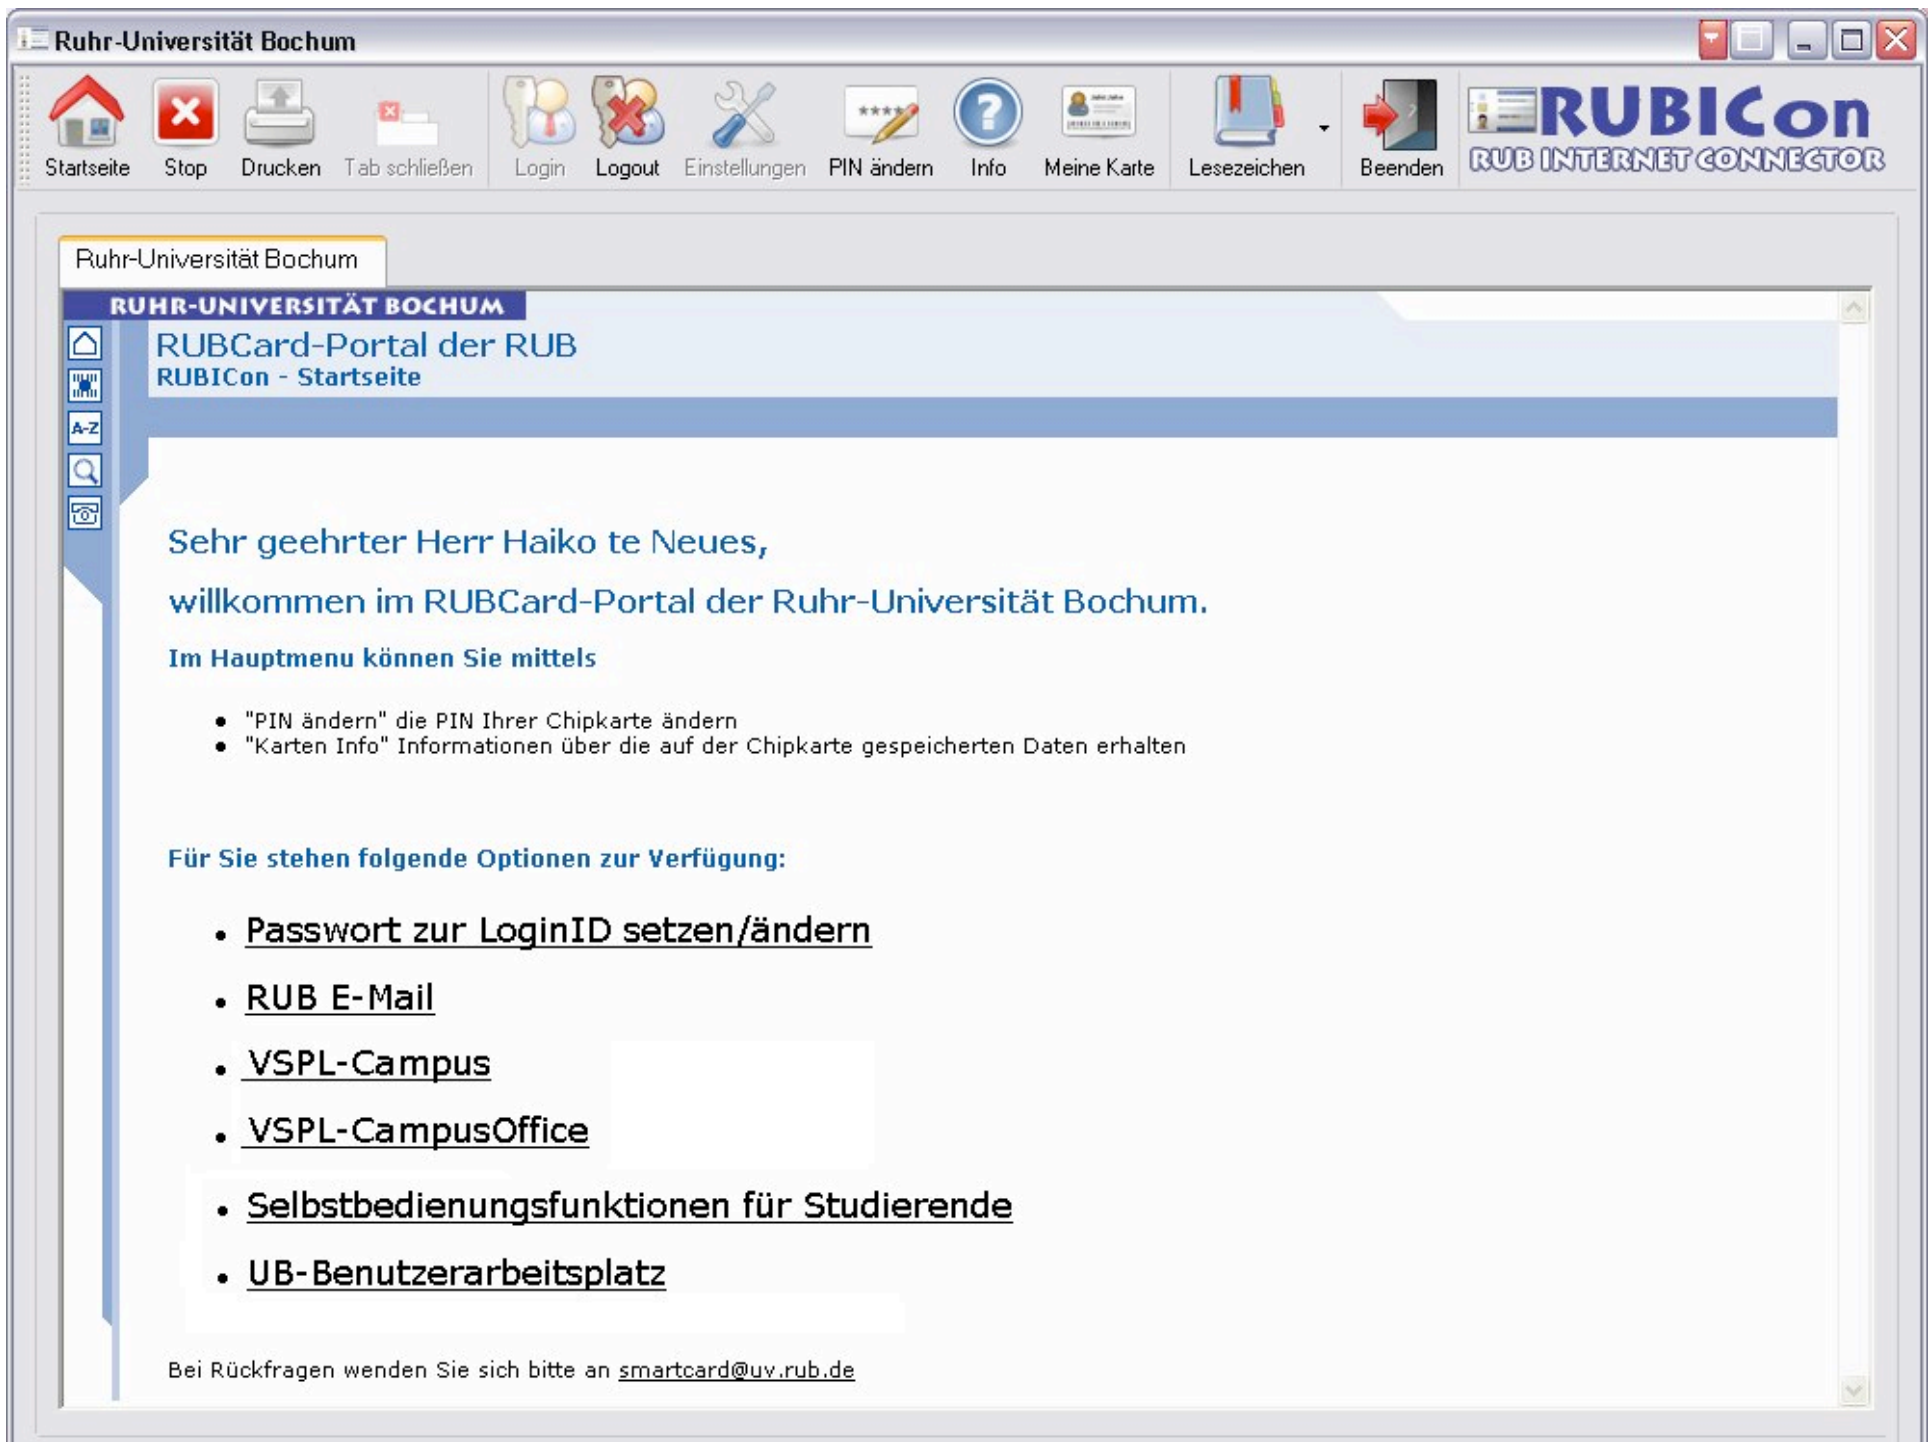 Ruhr-Universität Bochum
Startseite Stop Drucken Tab schließen Login Logout Einstellungen PIN ändern Info Meine Karte Lesezeichen Beenden
RUBICon
RUB INTERNET CONNECTOR
Ruhr-Universität Bochum
RUHR-UNIVERSITÄT BOCHUM
RUBCard-Portal der RUB
RUBICon - Startseite
A-Z
Sehr geehrter Herr Haiko te Neues,
willkommen im RUBCard-Portal der Ruhr-Universität Bochum.
Im Hauptmenu können Sie mittels
• "PIN ändern" die PIN Ihrer Chipkarte ändern
• "Karten Info" Informationen über die auf der Chipkarte gespeicherten Daten erhalten
Für Sie stehen folgende Optionen zur Verfügung:
• Passwort zur LoginID setzen/ändern
• RUB E-Mail
• VSPL-Campus
• VSPL-CampusOffice
• Selbstbedienungsfunktionen für Studierende
• UB-Benutzerarbeitsplatz
Bei Rückfragen wenden Sie sich bitte an smartcard@uv.rub.de